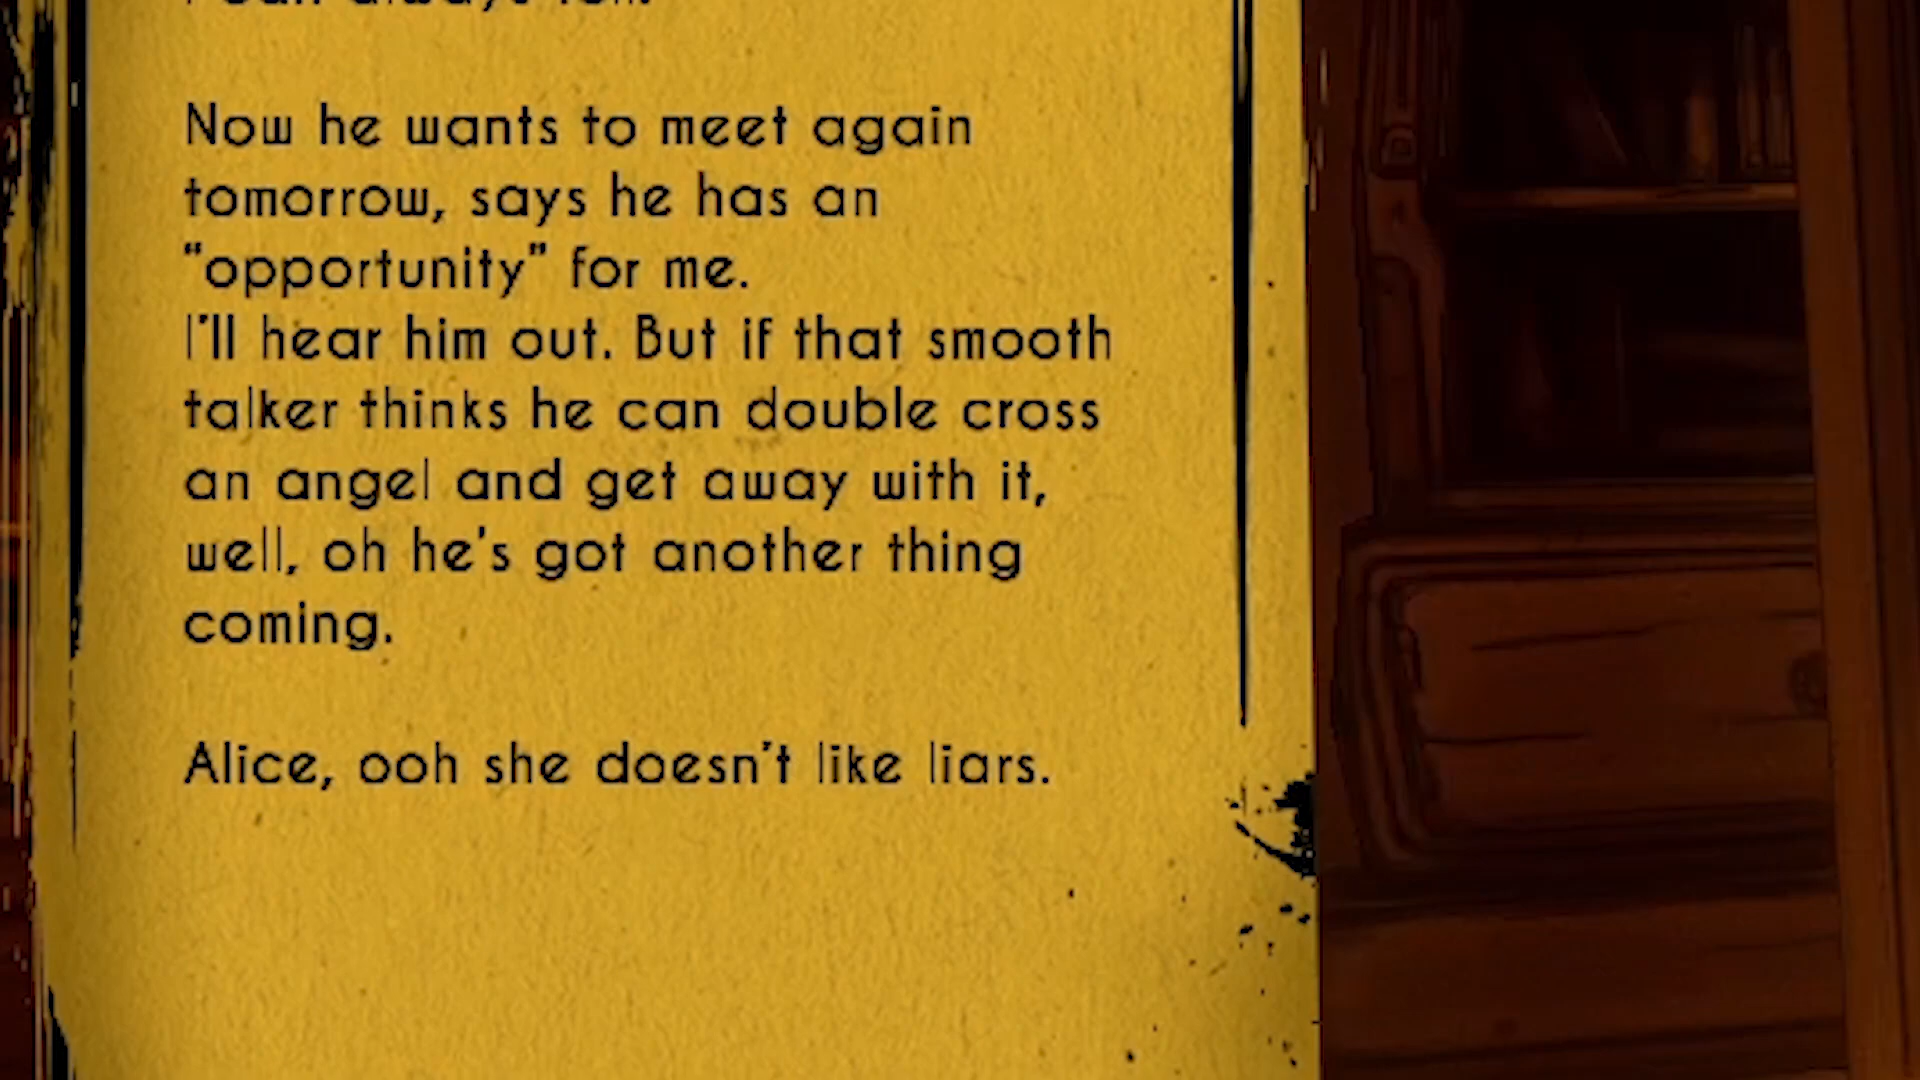 Now he wants to meet again
tomorrow, says he has an
“opportunity” for me.
I'll hear him out. But if that smooth
talker thinks he can double cross
an angel and get away with it,
well, oh he's got another thing
coming.
Alice, ooh she doesn't like liars.